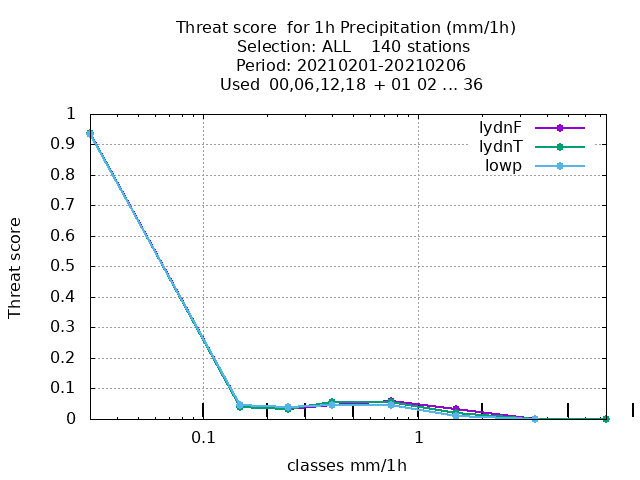 Threat score  for 1h Precipitation (mm/1h)
Selection: ALL    140 stations
Period: 20210201-20210206
Used  00,06,12,18  + 01 02 ... 36
lydnF
lydnT
lowp
1
0.9
0.8
0.7
0.6
0.5
0.4
0.3
0.2
0.1
0
Threat score
0.1
1
classes mm/1h